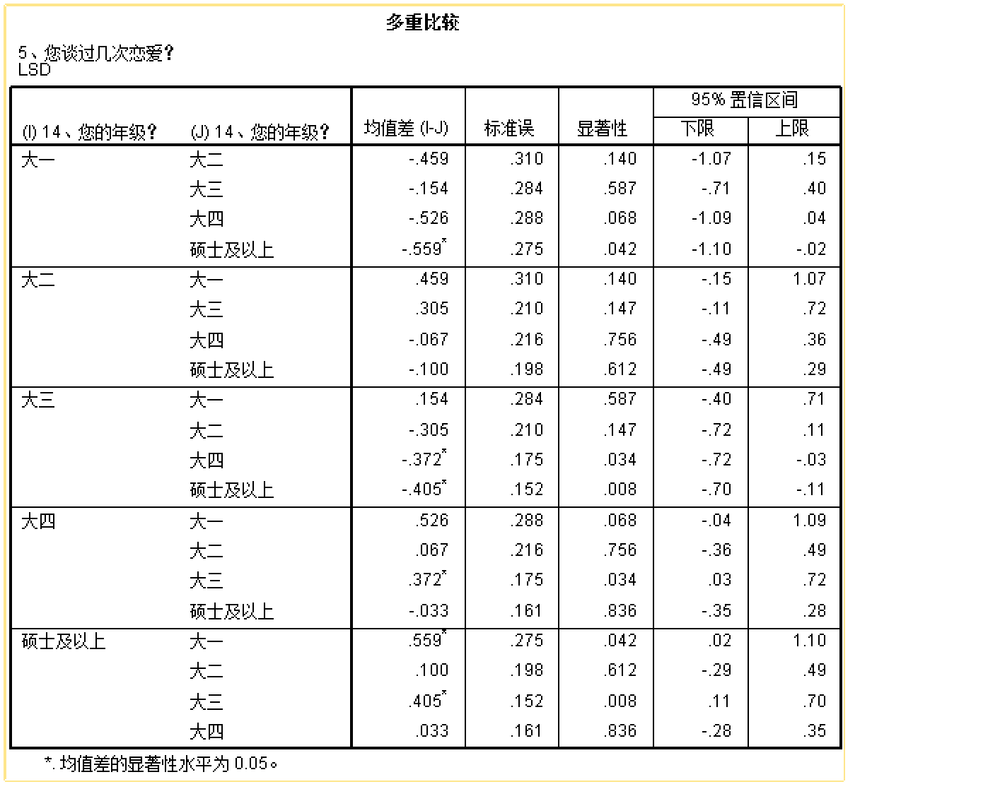 多重比较
5、您谈过几次恋爱?
LSD
(I) 14、您的年级? (J) 14、您的年级? 均值差 (I-J) 标准误 显著性 95% 置信区间
下限 上限
大一 大二 -.459 .310 .140 -1.07 .15
大三 -.154 .284 .587 -.71 .40
大四 -.526 .288 .068 -1.09 .04
硕士及以上 -.559* .275 .042 -1.10 -.02
大二 大一 .459 .310 .140 -.15 1.07
大三 .305 .210 .147 -.11 .72
大四 -.067 .216 .756 -.49 .36
硕士及以上 -.100 .198 .612 -.49 .29
大三 大一 .154 .284 .587 -.40 .71
大二 -.305 .210 .147 -.72 .11
大四 -.372* .175 .034 -.72 -.03
硕士及以上 -.405* .152 .008 -.70 -.11
大四 大一 .526 .288 .068 -.04 1.09
大二 .067 .216 .756 -.36 .49
大三 .372* .175 .034 .03 .72
硕士及以上 -.033 .161 .836 -.35 .28
硕士及以上 大一 .559* .275 .042 .02 1.10
大二 .100 .198 .612 -.29 .49
大三 .405* .152 .008 .11 .70
大四 .033 .161 .836 -.28 .35
*. 均值差的显著性水平为 0.05。